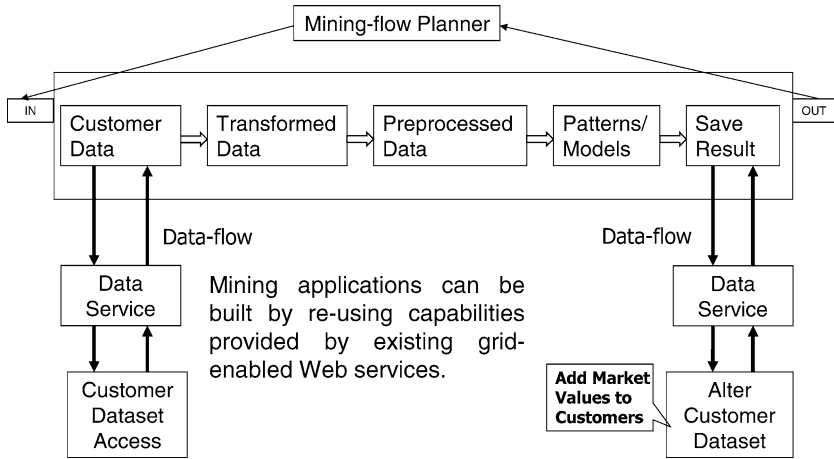 Mining-flow Planner
IN
OUT
Customer
Data
Transformed
Data
Preprocessed
Data
Patterns/
Models
Save
Result
Data-flow
Data-flow
Data
Service
Mining applications can be
built by re-using capabilities
provided by existing grid-
enabled Web services.
Data
Service
Customer
Dataset
Access
Add Market
Values to
Customers
Alter
Customer
Dataset